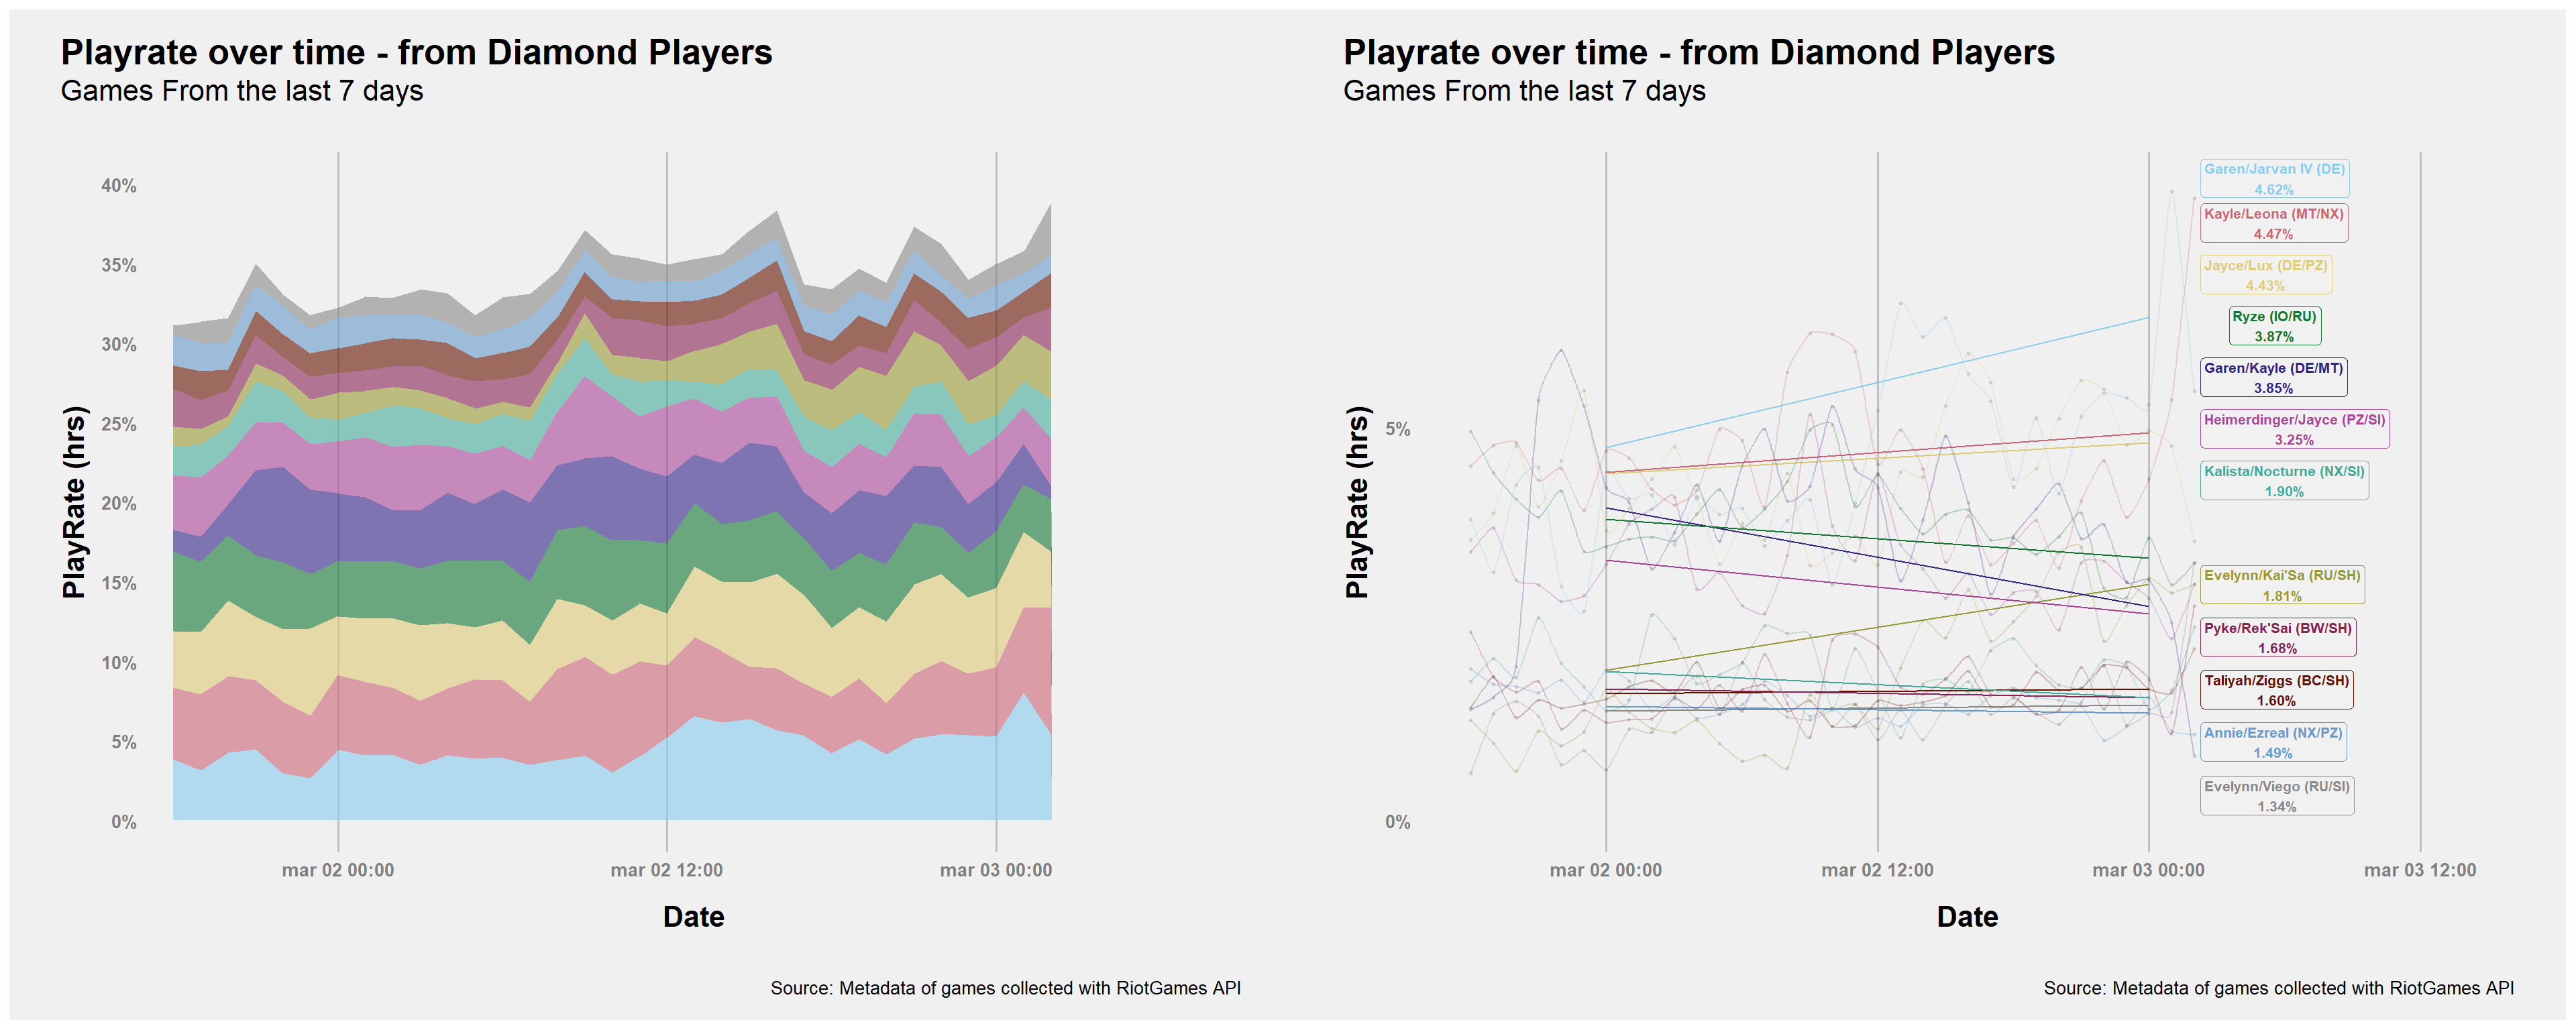 Playrate over time - from Diamond Players
Games From the last 7 days
PlayRate (hrs)
40%
35%
30%
25%
20%
15%
10%
5%
0%
mar 02 00:00
mar 02 12:00
mar 03 00:00
Date
Source: Metadata of games collected with RiotGames API
Playrate over time - from Diamond Players
Games From the last 7 days
PlayRate (hrs)
5%
0%
Garen/Jarvan IV (DE)
4.62%
Kayle/Leona (MT/NX)
4.47%
Jayce/Lux (DE/PZ)
4.43%
Ryze (IO/RU)
3.87%
Garen/Kayle (DE/MT)
3.85%
Heimerdinger/Jayce (PZ/SI)
3.25%
Kalista/Nocturne (NX/SI)
1.90%
Evelynn/Kai'Sa (RU/SH)
1.81%
Pyke/Rek'Sai (BW/SH)
1.68%
Taliyah/Ziggs (BC/SH)
1.60%
Annie/Ezreal (NX/PZ)
1.49%
Evelynn/Viego (RU/SI)
1.34%
mar 02 00:00
mar 02 12:00
mar 03 00:00
mar 03 12:00
Date
Source: Metadata of games collected with RiotGames API